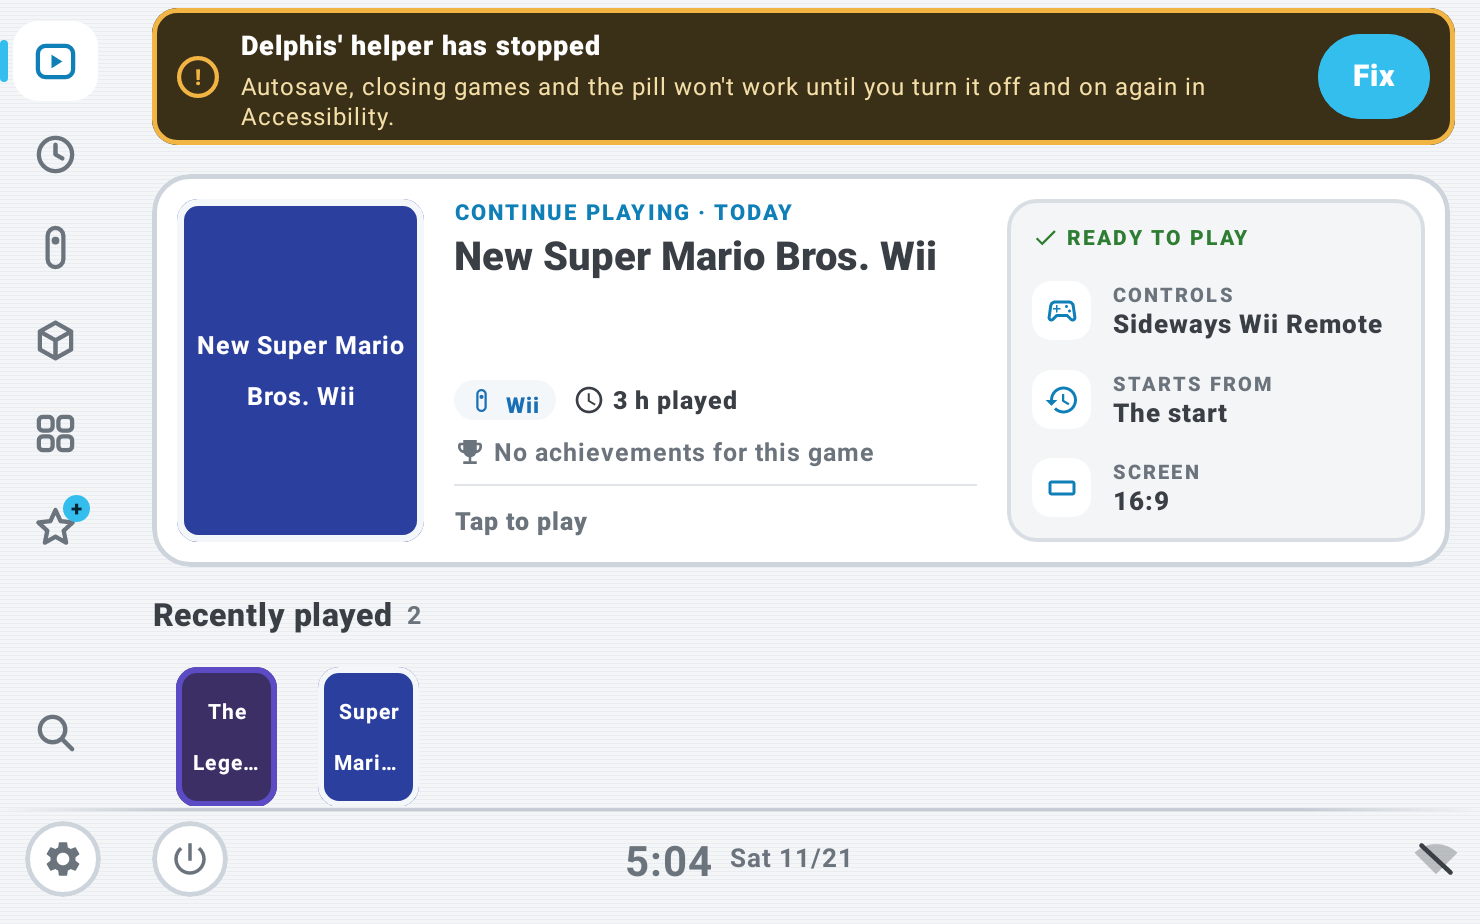 Delphis' helper has stopped
Autosave, closing games and the pill won't work until you turn it off and on again in
Accessibility.
Fix
New Super Mario
Bros. Wii
CONTINUE PLAYING · TODAY
New Super Mario Bros. Wii
Wii
3 h played
No achievements for this game
Tap to play
READY TO PLAY
CONTROLS
Sideways Wii Remote
STARTS FROM
The start
SCREEN
16:9
Recently played 2
The
Lege…
Super
Mari…
5:04 Sat 11/21